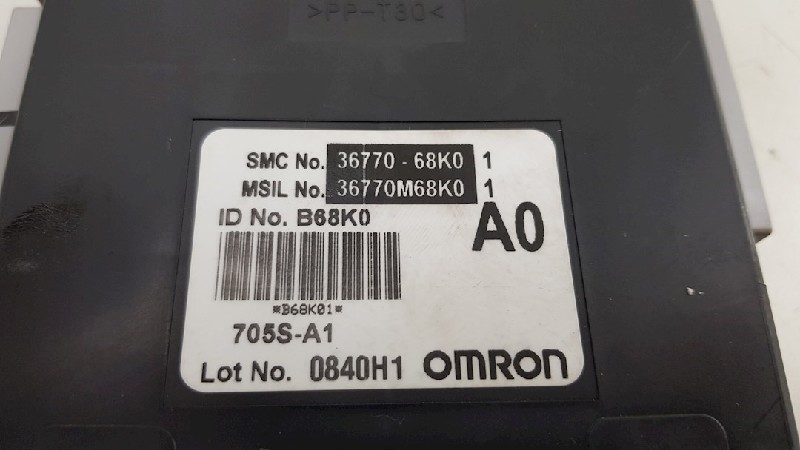 >PP-T30<
SMC No. 36770-68K0 1
MSIL No. 36770M68K0 1
ID No. B68K0
A0
*B68K01*
705S-A1
Lot No. 0840H1 OMRON